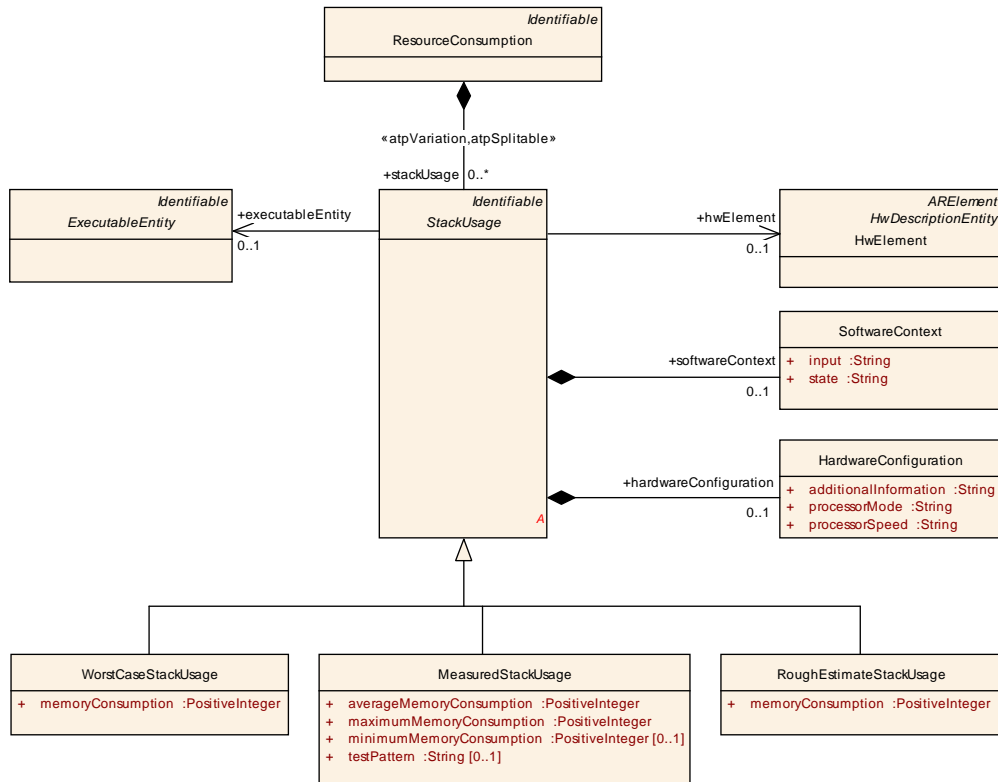 Identifiable
ResourceConsumption
«atpVariation,atpSplitable»
+stackUsage 0..*
Identifiable
ExecutableEntity
+executableEntity
0..1
Identifiable
StackUsage
A
+hwElement
0..1
ARElement
HwDescriptionEntity
HwElement
+softwareContext
0..1
SoftwareContext
+ input :String
+ state :String
+hardwareConfiguration
0..1
HardwareConfiguration
+ additionalInformation :String
+ processorMode :String
+ processorSpeed :String
WorstCaseStackUsage
+ memoryConsumption :PositiveInteger
MeasuredStackUsage
+ averageMemoryConsumption :PositiveInteger
+ maximumMemoryConsumption :PositiveInteger
+ minimumMemoryConsumption :PositiveInteger [0..1]
+ testPattern :String [0..1]
RoughEstimateStackUsage
+ memoryConsumption :PositiveInteger